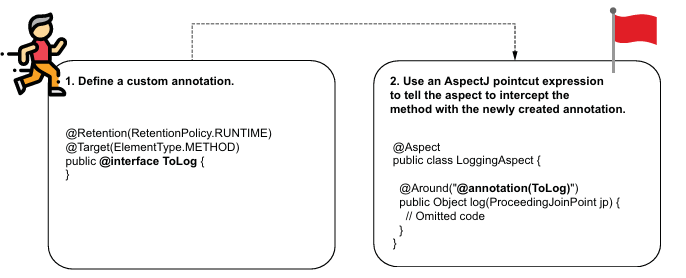 1. Define a custom annotation.
@Retention(RetentionPolicy.RUNTIME)
@Target(ElementType.METHOD)
public @interface ToLog {
}
2. Use an AspectJ pointcut expression
to tell the aspect to intercept the
method with the newly created annotation.
@Aspect
public class LoggingAspect {
@Around("@annotation(ToLog)")
public Object log(ProceedingJoinPoint jp) {
// Omitted code
}
}